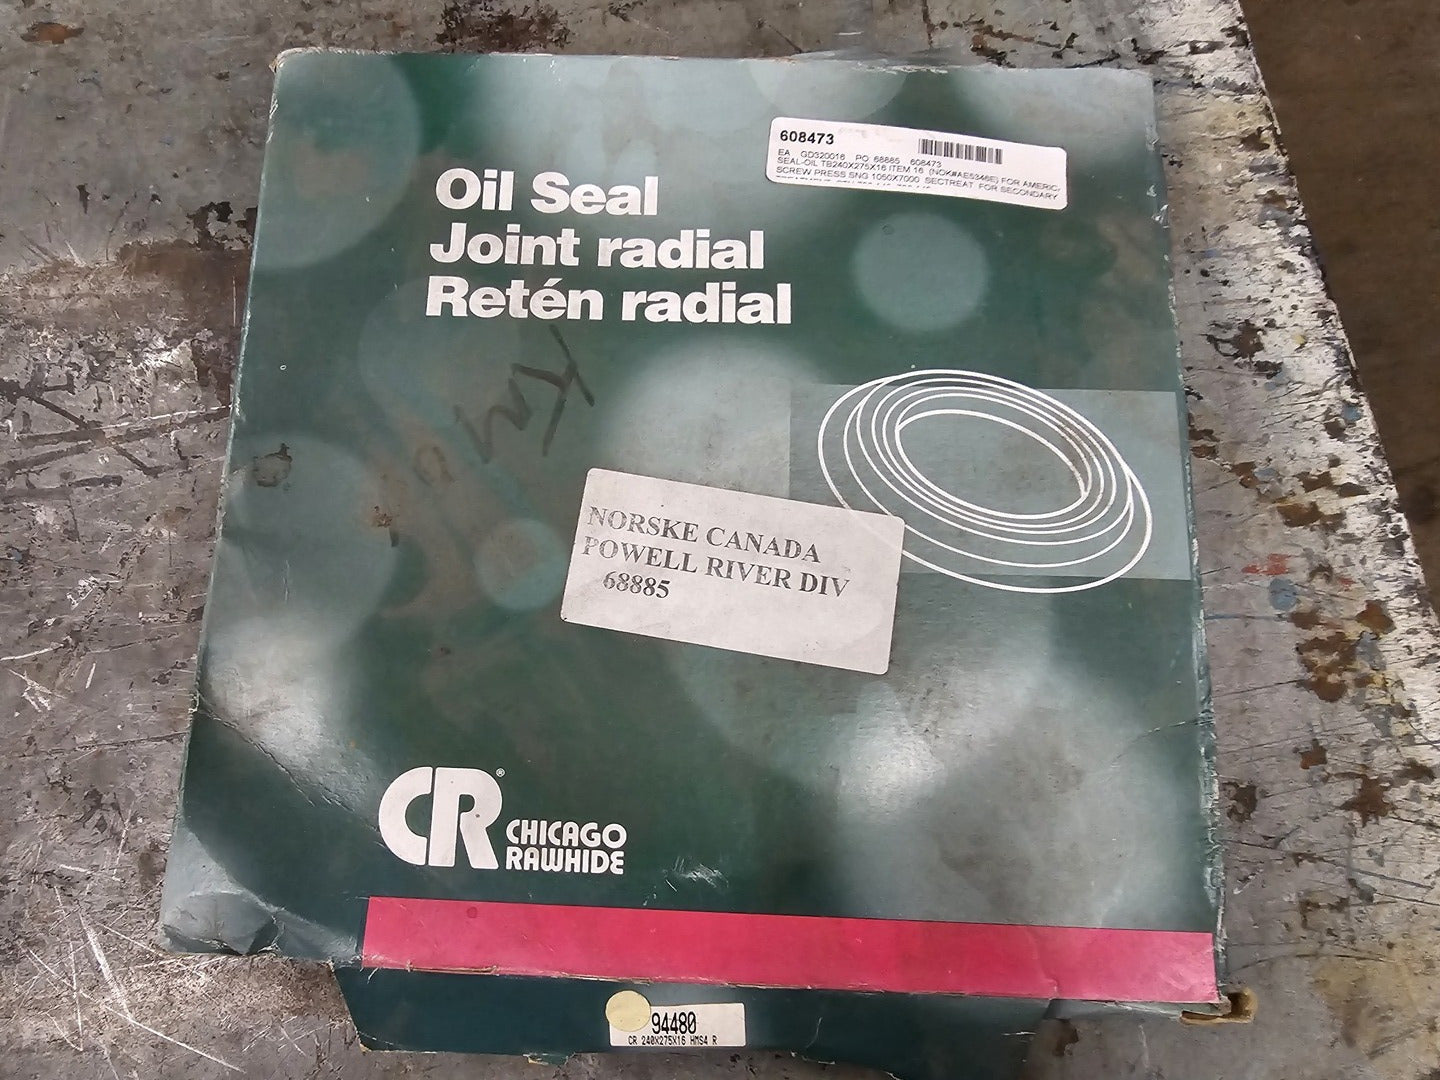 608473
EA GD320016 PO 68885 608473
SEAL-OIL TB240X275X16 ITEM 16 (NOK#AE5346E) FOR AMERIC.
SCREW PRESS SNG 1050X7000 SECTREAT FOR SECONDARY
Oil Seal
Joint radial
Retén radial
NORSKE CANADA
POWELL RIVER DIV
68885
CR®
CHICAGO
RAWHIDE
94480
CR 240X275X16 HMS4 R